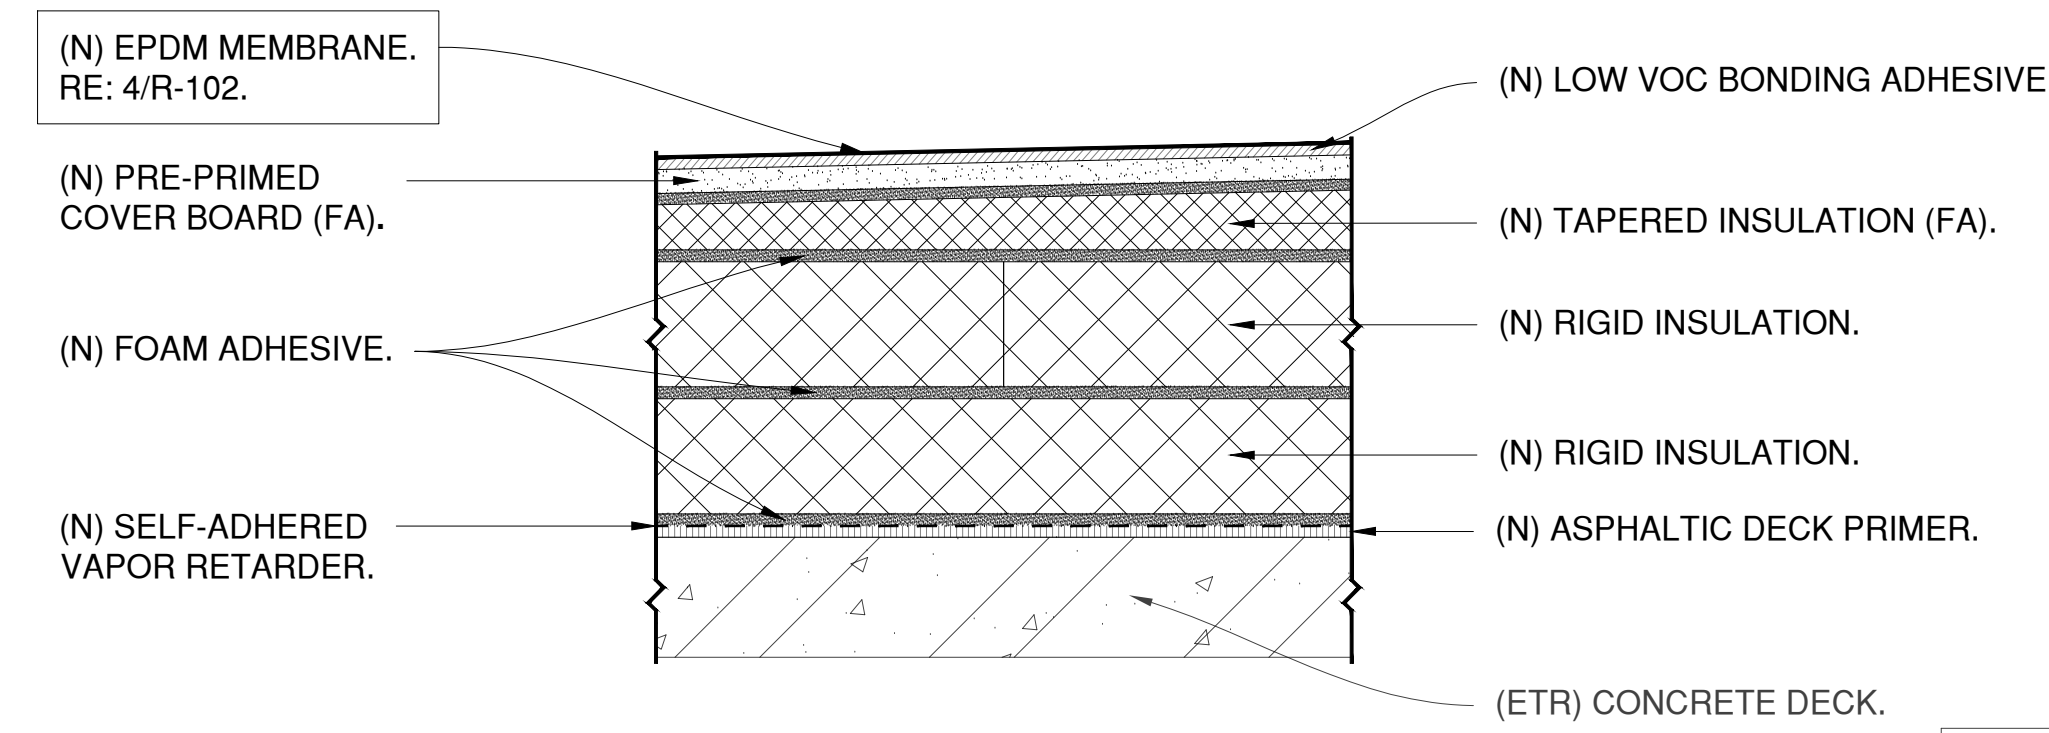 (N) EPDM MEMBRANE.
RE: 4/R-102.
(N) PRE-PRIMED
COVER BOARD (FA).
(N) FOAM ADHESIVE.
(N) SELF-ADHERED
VAPOR RETARDER.
(N) LOW VOC BONDING ADHESIVE
(N) TAPERED INSULATION (FA).
(N) RIGID INSULATION.
(N) RIGID INSULATION.
(N) ASPHALTIC DECK PRIMER.
(ETR) CONCRETE DECK.